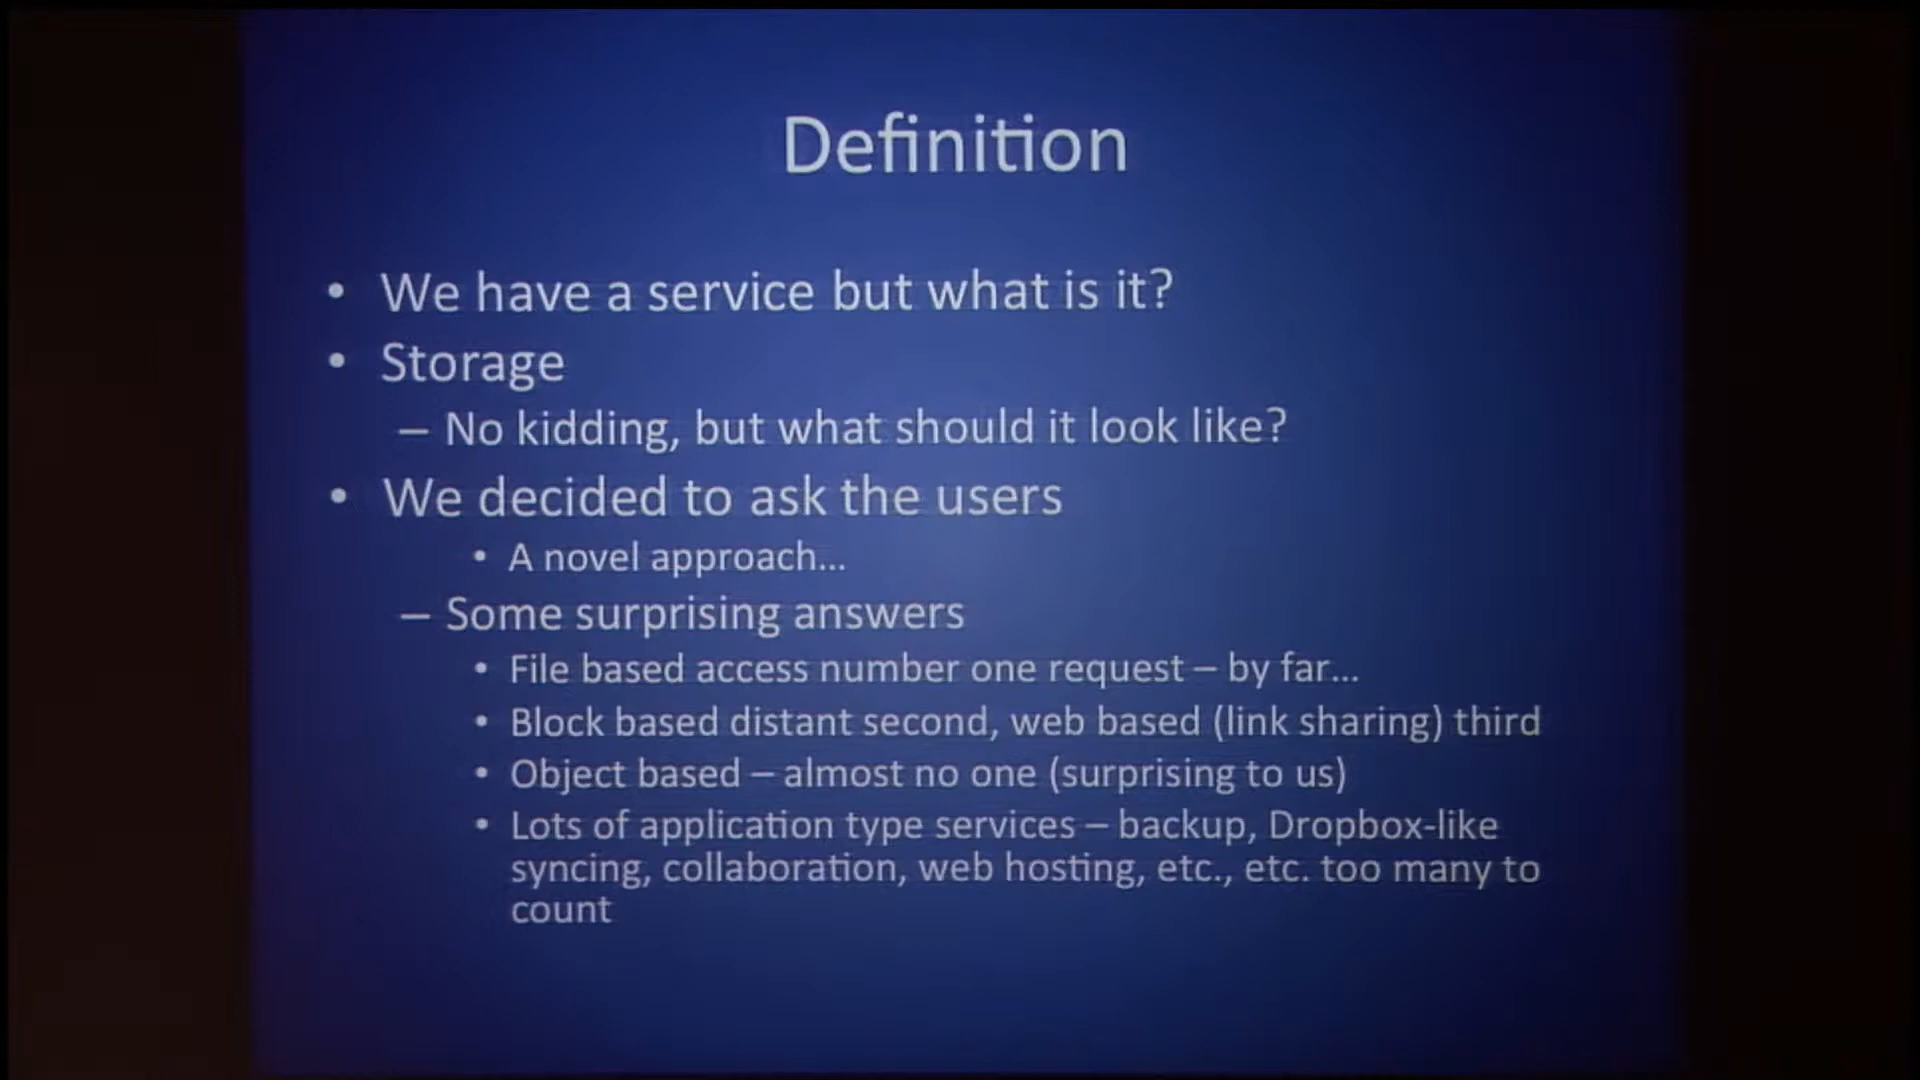 Definition
• We have a service but what is it?
• Storage
– No kidding, but what should it look like?
• We decided to ask the users
• A novel approach...
– Some surprising answers
• File based access number one request – by far...
• Block based distant second, web based (link sharing) third
• Object based – almost no one (surprising to us)
• Lots of application type services – backup, Dropbox-like
syncing, collaboration, web hosting, etc., etc. too many to
count